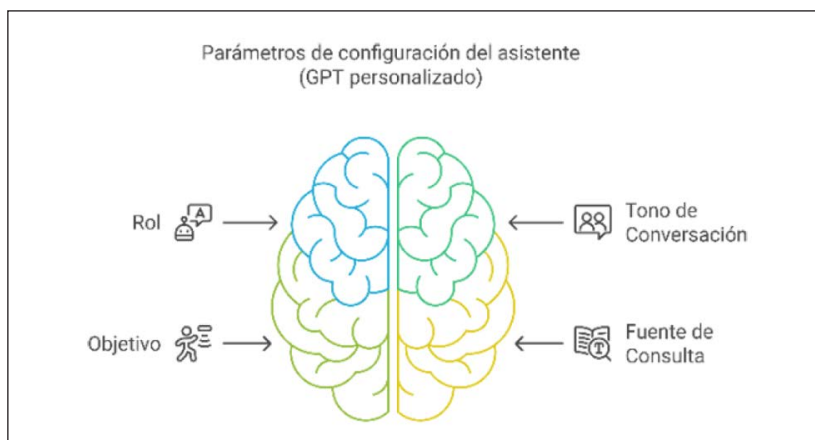 Parámetros de configuración del asistente
(GPT personalizado)
Rol
A
Tono de
Conversación
Objetivo
Fuente de
T
Consulta